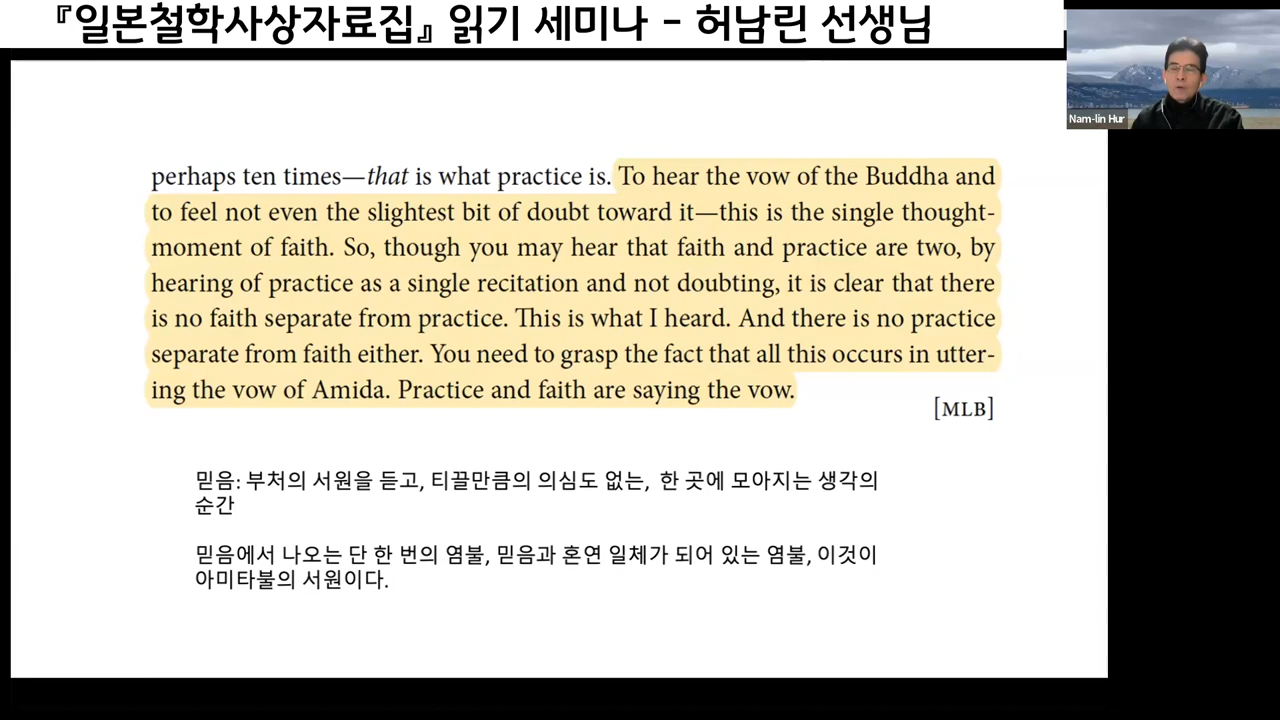 『일본철학사상자료집』 읽기 세미나 - 허남린 선생님
Nam-lin Hur
perhaps ten times—that is what practice is. To hear the vow of the Buddha and
to feel not even the slightest bit of doubt toward it—this is the single thought-
moment of faith. So, though you may hear that faith and practice are two, by
hearing of practice as a single recitation and not doubting, it is clear that there
is no faith separate from practice. This is what I heard. And there is no practice
separate from faith either. You need to grasp the fact that all this occurs in utter-
ing the vow of Amida. Practice and faith are saying the vow.
[MLB]
믿음: 부처의 서원을 듣고, 티끌만큼의 의심도 없는, 한 곳에 모아지는 생각의
순간
믿음에서 나오는 단 한 번의 염불, 믿음과 혼연 일체가 되어 있는 염불, 이것이
아미타불의 서원이다.